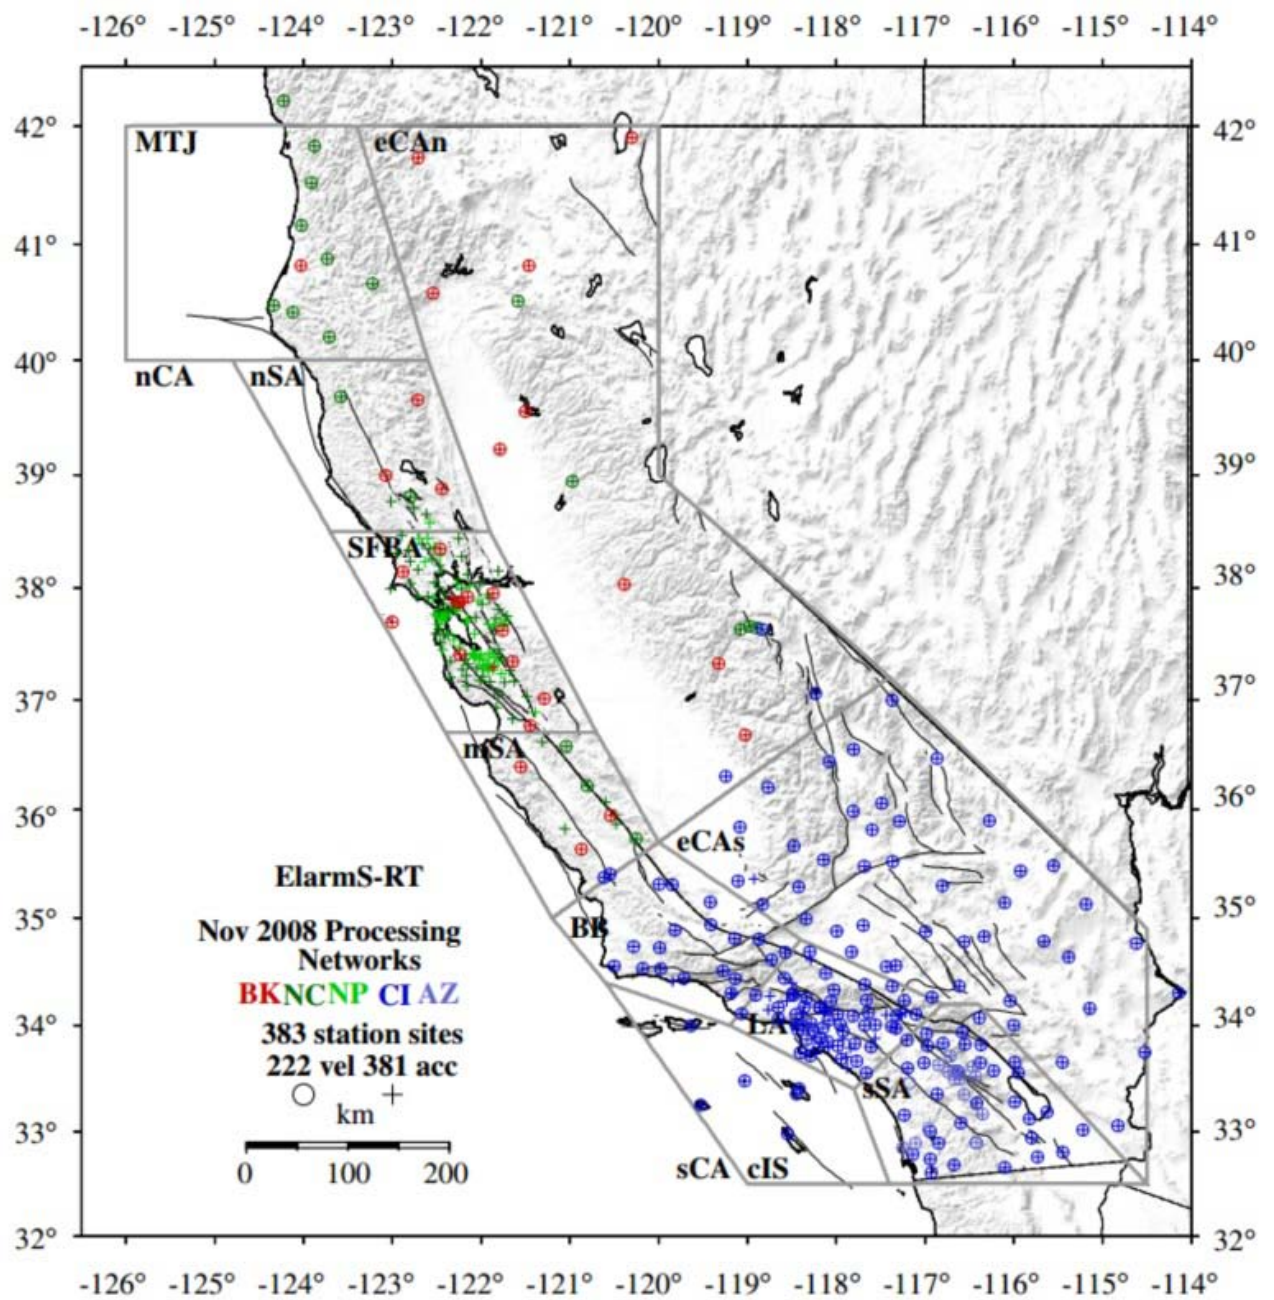 -126° -125° -124° -123° -122° -121° -120° -119° -118° -117° -116° -115° -114°
42° 42°
MTJ eCAn
41° 41°
40° 40°
nCA nSA
39° 39°
SFBA
38° 38°
37° 37°
mSA
36° 36°
eCAs
ElarmS-RT
35° 35°
BB
Nov 2008 Processing
Networks
BK NC NP CI AZ
34° 34°
LA
383 station sites
222 vel 381 acc
sSA
km
33° 33°
0 100 200
sCA cIS
32° 32°
-126° -125° -124° -123° -122° -121° -120° -119° -118° -117° -116° -115° -114°